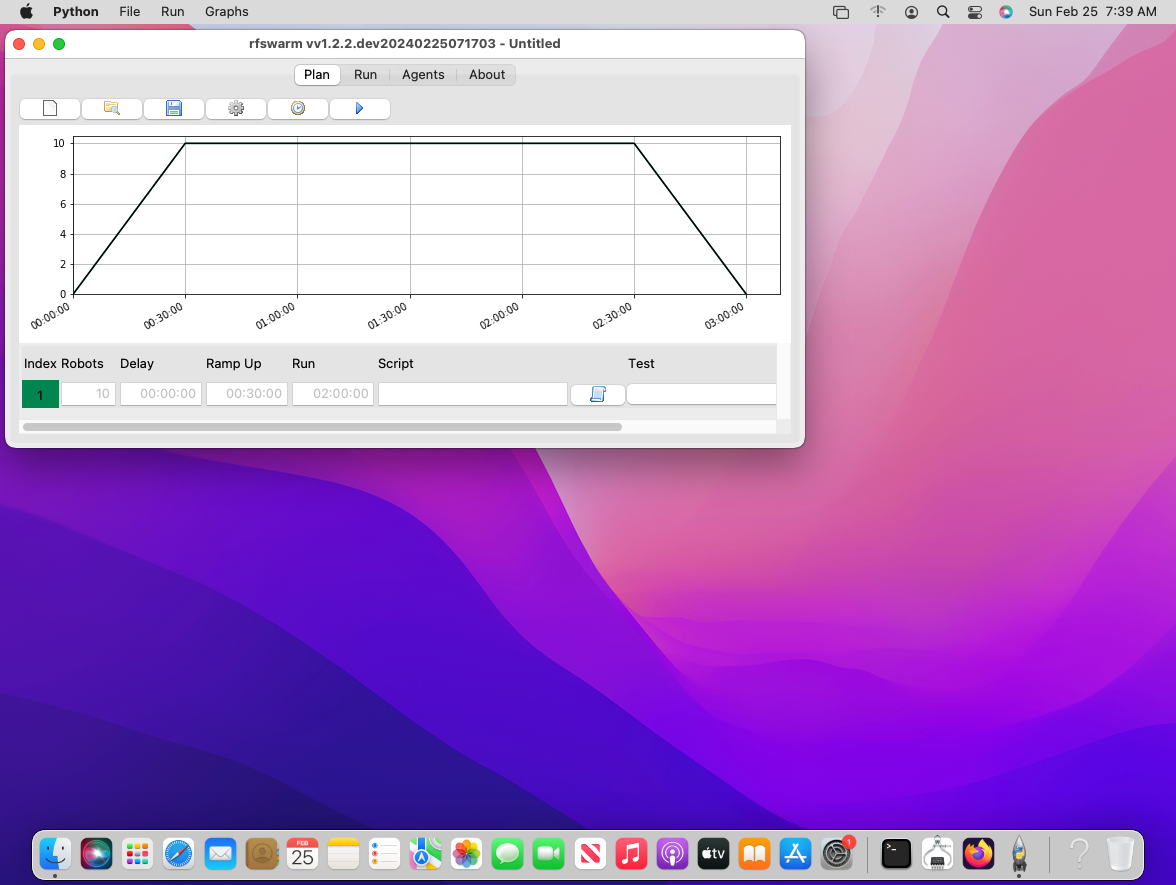 Python File Run Graphs Sun Feb 25 7:39 AM
rfswarm vv1.2.2.dev20240225071703 - Untitled
Plan Run Agents About
10
8
6
4
2
0
00:00:00 00:30:00 01:00:00 01:30:00 02:00:00 02:30:00 03:00:00
Index Robots Delay Ramp Up Run Script Test
1 10 00:00:00 00:30:00 02:00:00
FEB
25
tv
1
>_